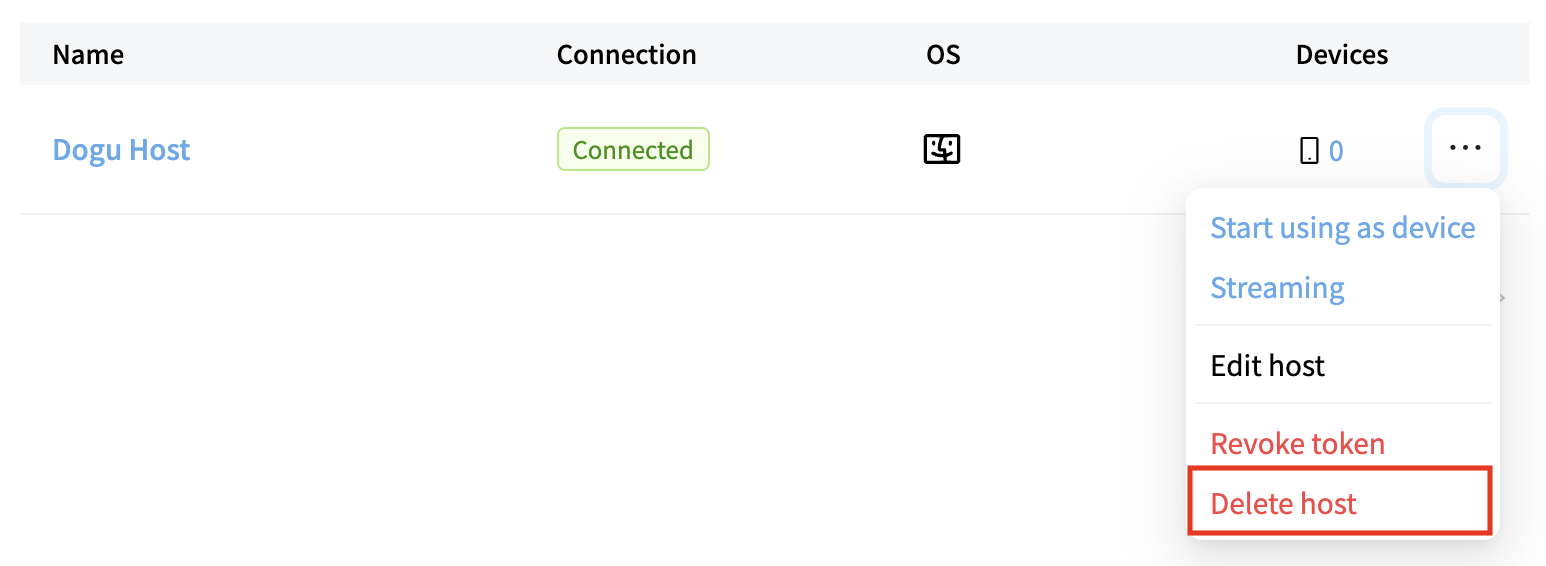 Name Connection OS Devices
Dogu Host Connected 0 ...
Start using as device
Streaming
Edit host
Revoke token
Delete host